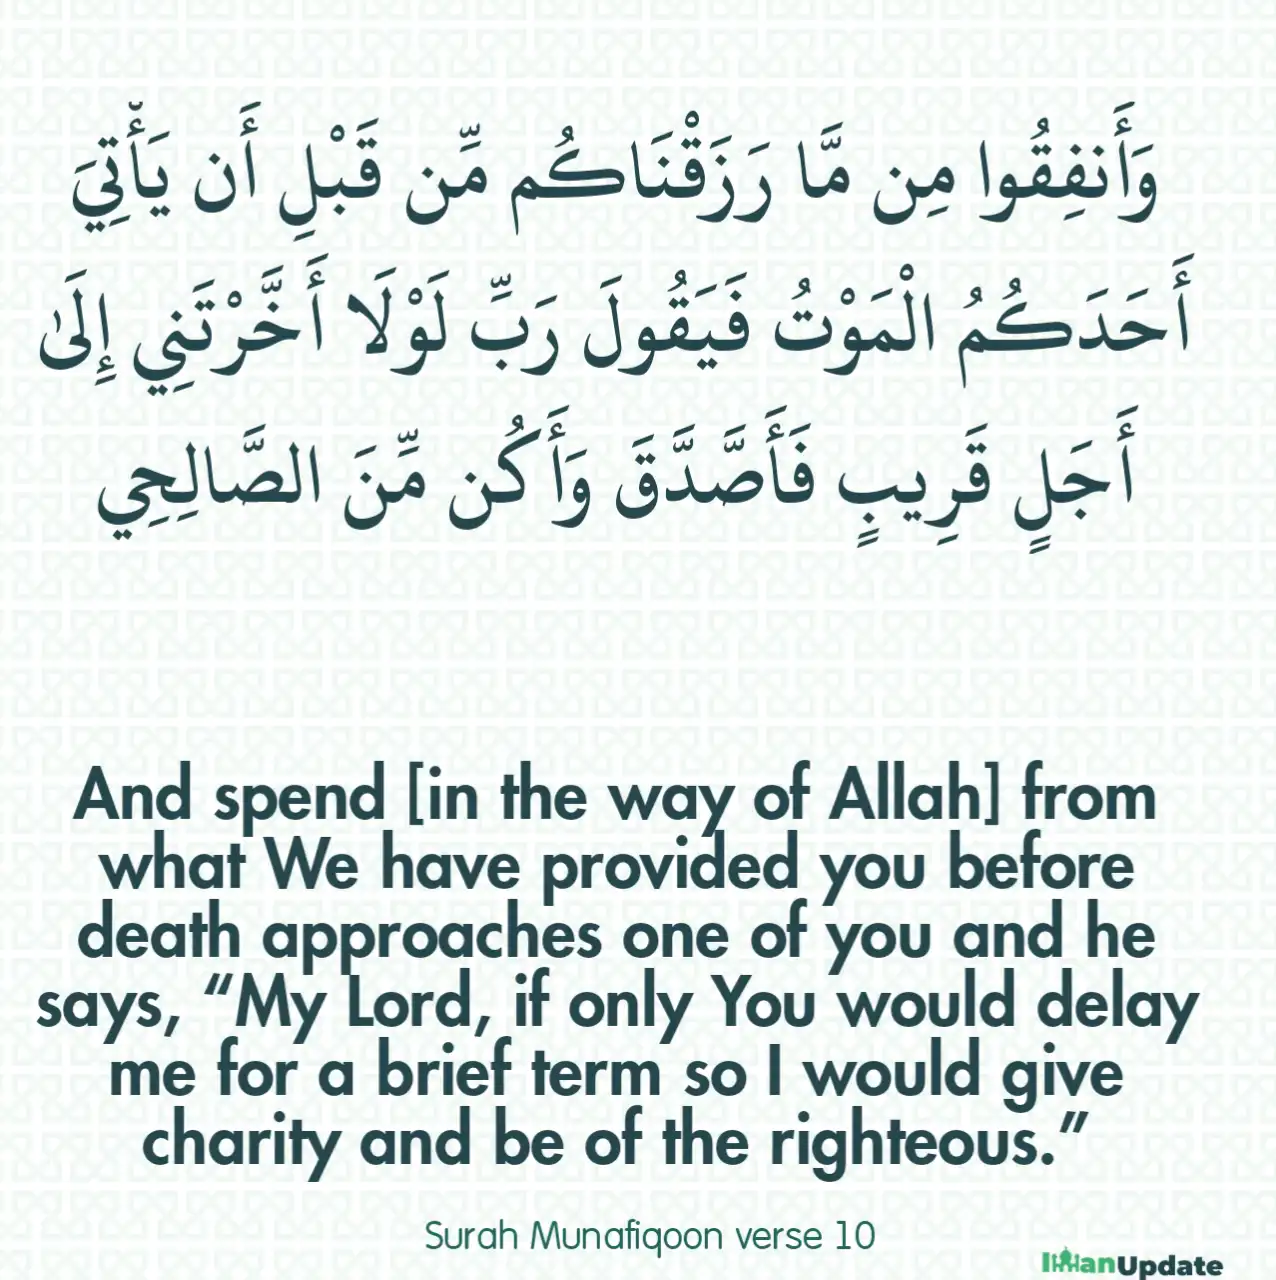 وَأَنفِقُوا مِن مَّا رَزَقْنَاكُم مِّن قَبْلِ أَن يَأْتِيَ
أَحَدَكُمُ الْمَوْتُ فَيَقُولَ رَبِّ لَوْلَا أَخَّرْتَنِي إِلَىٰ
أَجَلٍ قَرِيبٍ فَأَصَّدَّقَ وَأَكُن مِّنَ الصَّالِحِي
And spend [in the way of Allah] from
what We have provided you before
death approaches one of you and he
says, “My Lord, if only You would delay
me for a brief term so I would give
charity and be of the righteous.”
Surah Munafiqoon verse 10
ImanUpdate